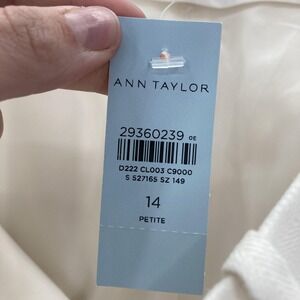 ANN TAYLOR
29360239 0E
D222 CL003 C9000
S 527165 SZ 149
14
PETITE